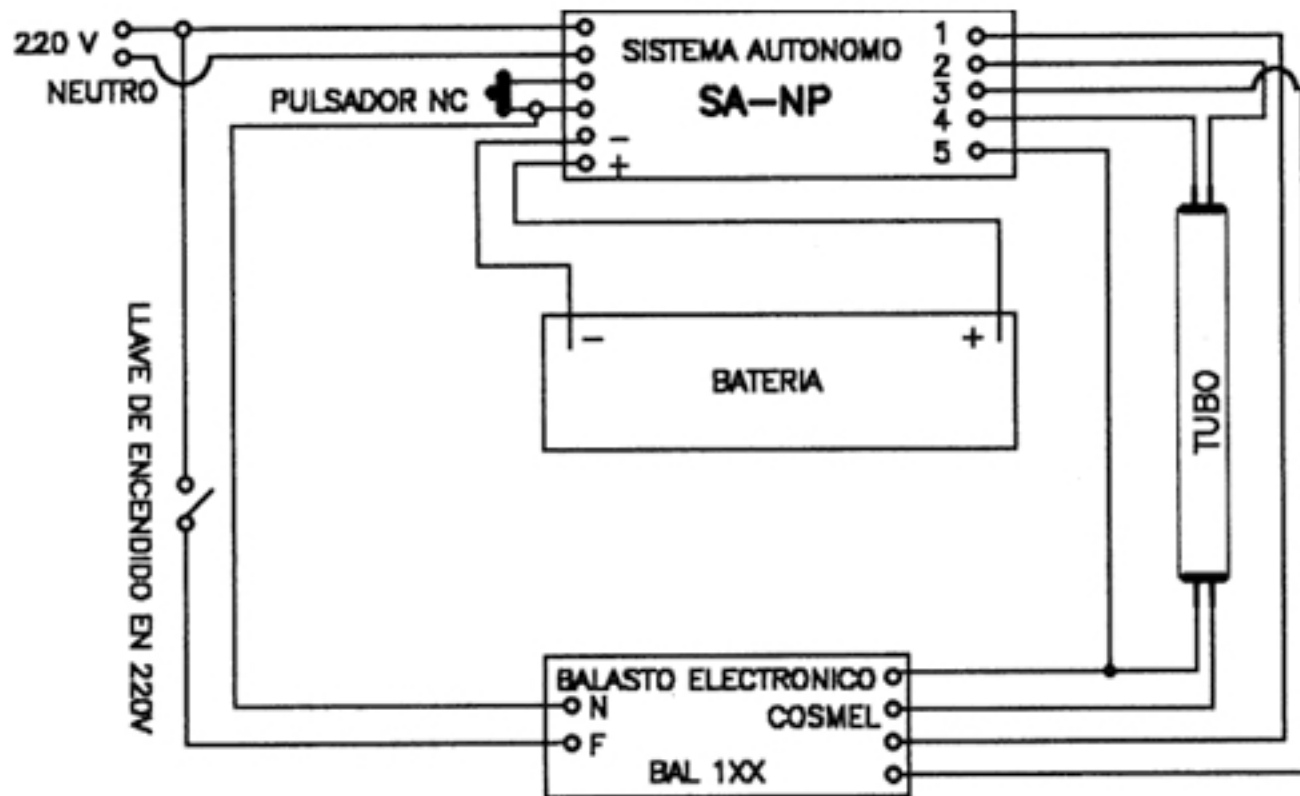 220 V
NEUTRO
PULSADOR NC
SISTEMA AUTONOMO
SA-NP
-
+
1
2
3
4
5
- +
BATERIA
TUBO
LLAVE DE ENCENDIDO EN 220V
BALASTO ELECTRONICO
N
COSMEL
F
BAL 1XX